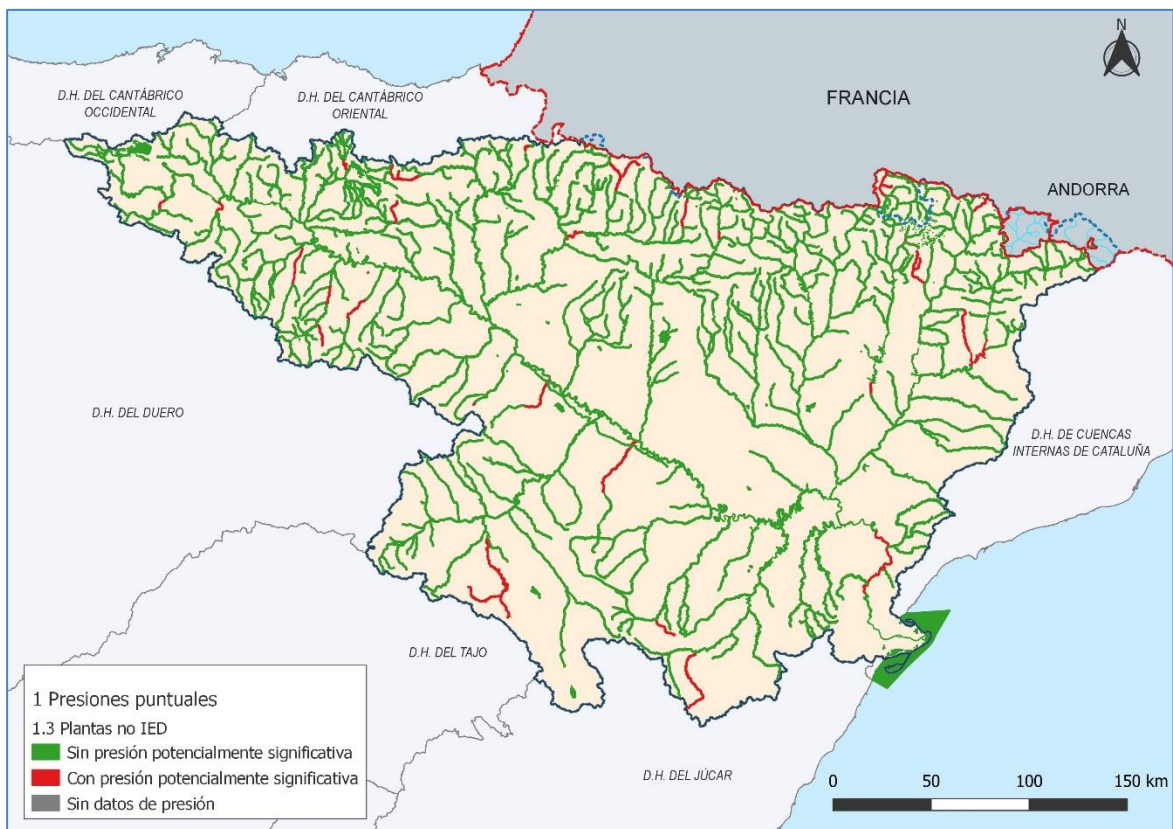 N
D.H. DEL CANTÁBRICO
OCCIDENTAL
D.H. DEL CANTÁBRICO
ORIENTAL
FRANCIA
ANDORRA
D.H. DEL DUERO
D.H. DE CUENCAS
INTERNAS DE CATALUÑA
D.H. DEL TAJO
D.H. DEL JÚCAR
1 Presiones puntuales
1.3 Plantas no IED
Sin presión potencialmente significativa
Con presión potencialmente significativa
Sin datos de presión
0 50 100 150 km